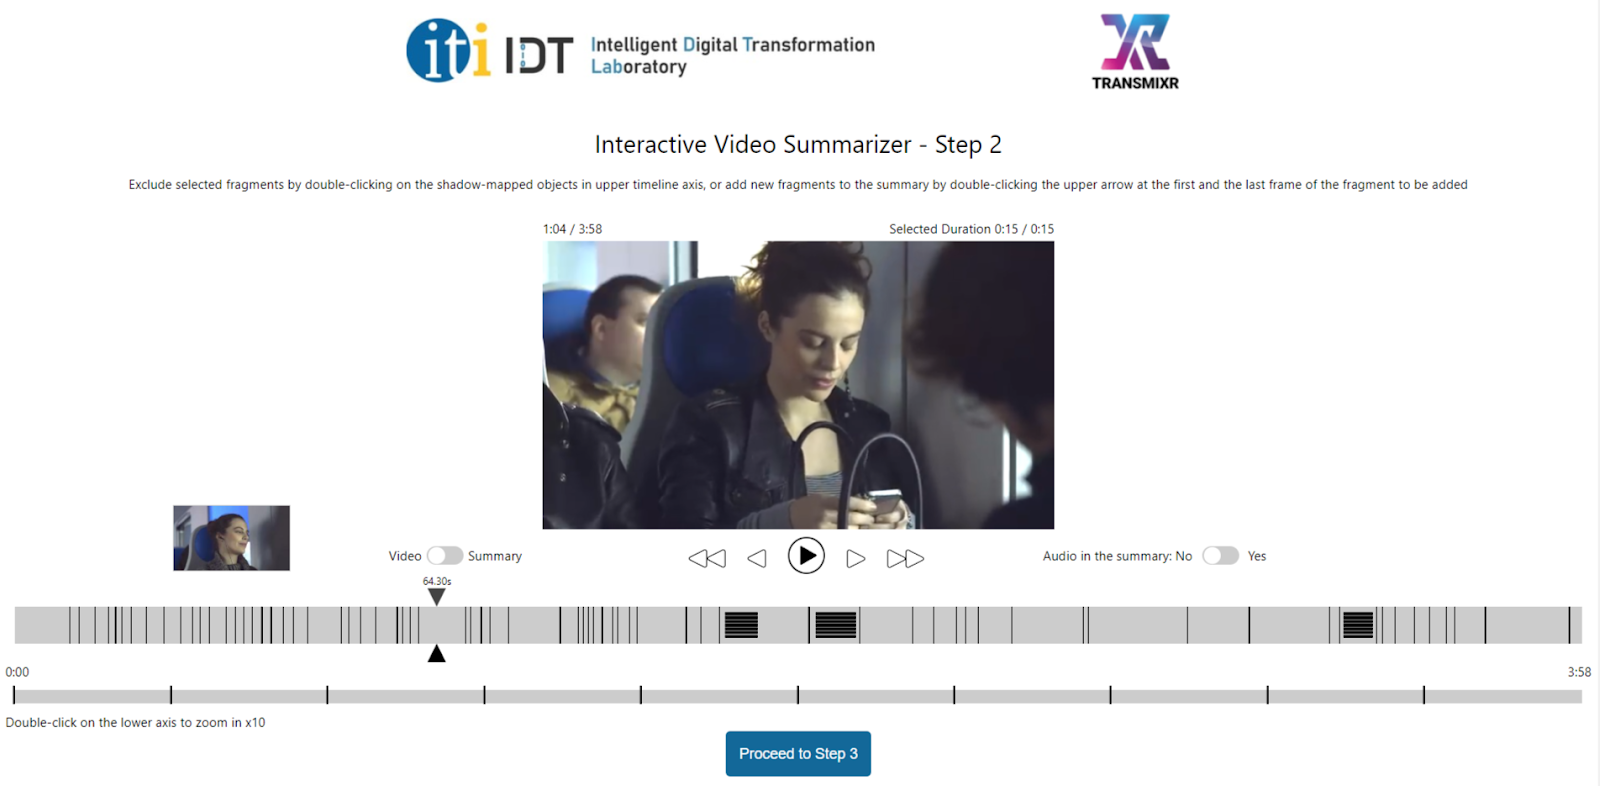 iti IDT Intelligent Digital Transformation
Laboratory
TRANSMIXR
Interactive Video Summarizer - Step 2
Exclude selected fragments by double-clicking on the shadow-mapped objects in upper timeline axis, or add new fragments to the summary by double-clicking the upper arrow at the first and the last frame of the fragment to be added
1:04 / 3:58 Selected Duration 0:15 / 0:15
Video Summary Audio in the summary: No Yes
64.30s
0:00 3:58
Double-click on the lower axis to zoom in x10
Proceed to Step 3